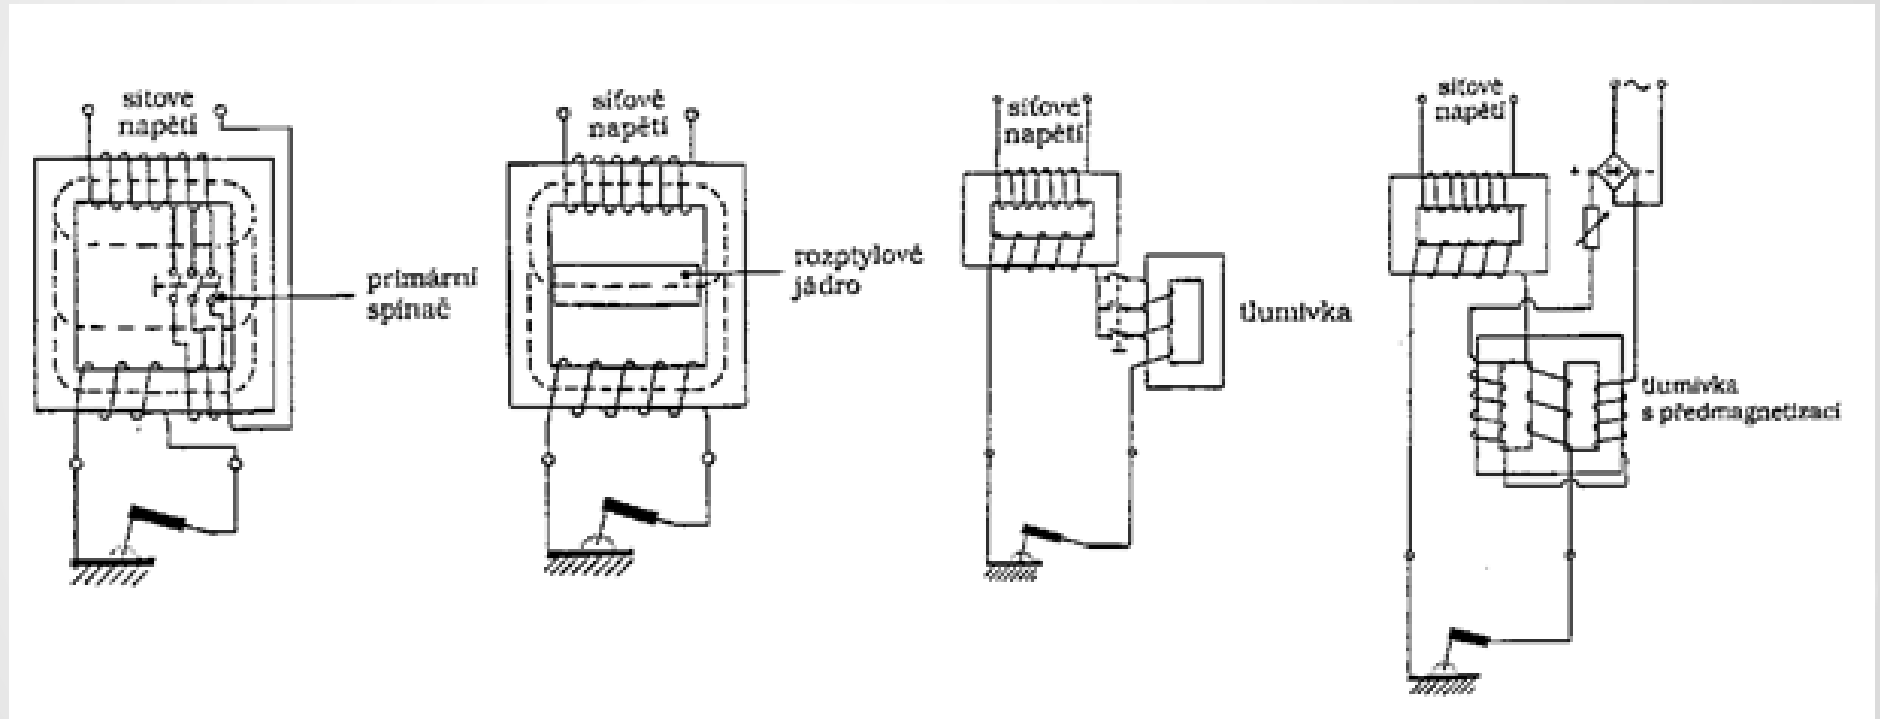 síťové
napětí
primární
spínač
síťové
napětí
rozptylové
jádro
síťové
napětí
tlumivka
síťové
napětí
+
~
-
tlumivka
s předmagnetizací